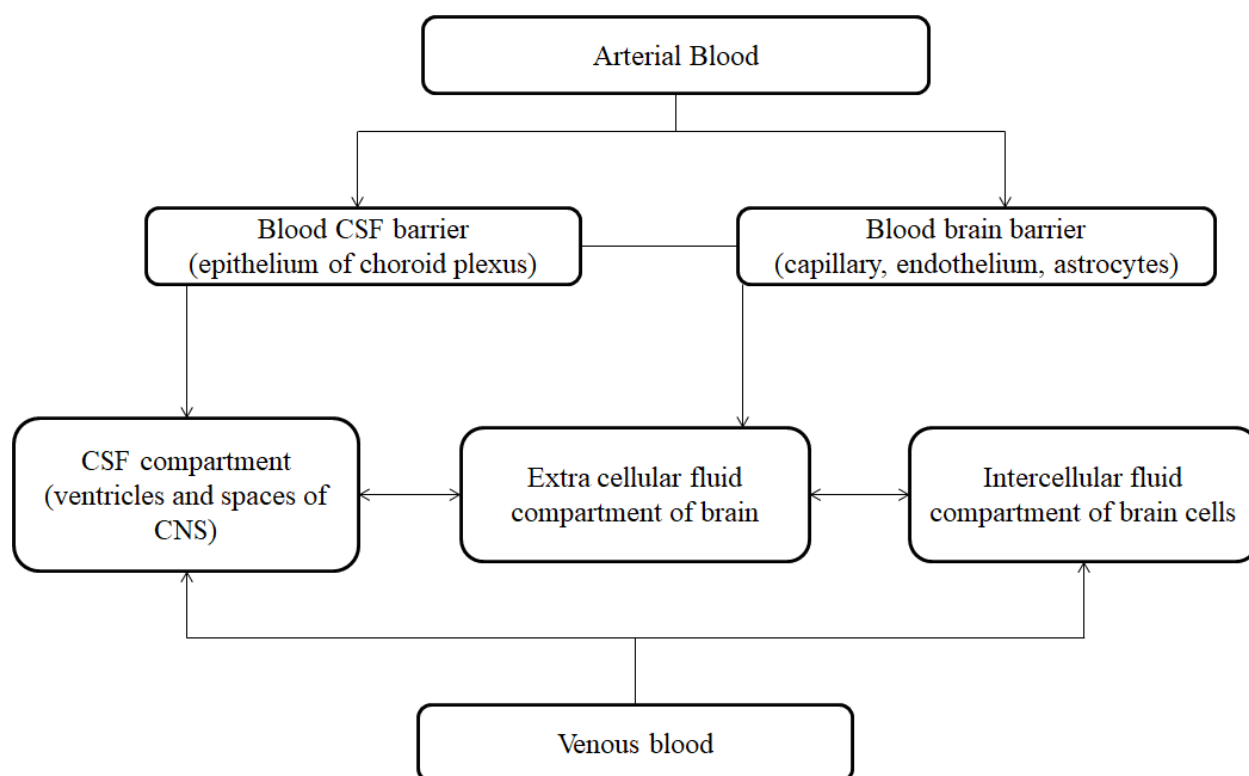 Arterial Blood
Blood CSF barrier
(epithelium of choroid plexus)
Blood brain barrier
(capillary, endothelium, astrocytes)
CSF compartment
(ventricles and spaces of
CNS)
Extra cellular fluid
compartment of brain
Intercellular fluid
compartment of brain cells
Venous blood